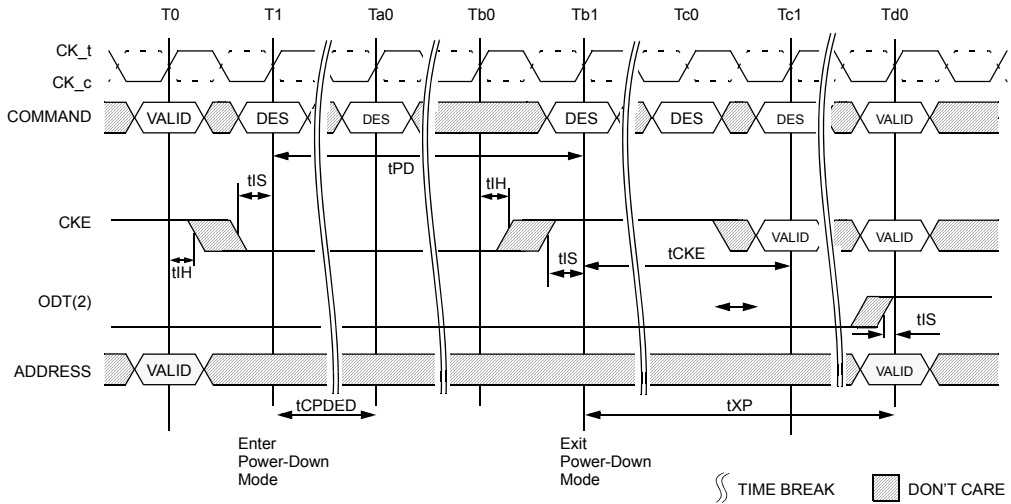 T0 T1 Ta0 Tb0 Tb1 Tc0 Tc1 Td0
CK_t
CK_c
COMMAND VALID DES DES DES DES DES VALID
tPD
tIS tIH
CKE VALID VALID
tIH tIS tCKE
ODT(2)
tIS
ADDRESS VALID VALID
tCPDED tXP
Enter
Power-Down
Mode
Exit
Power-Down
Mode
TIME BREAK DON'T CARE